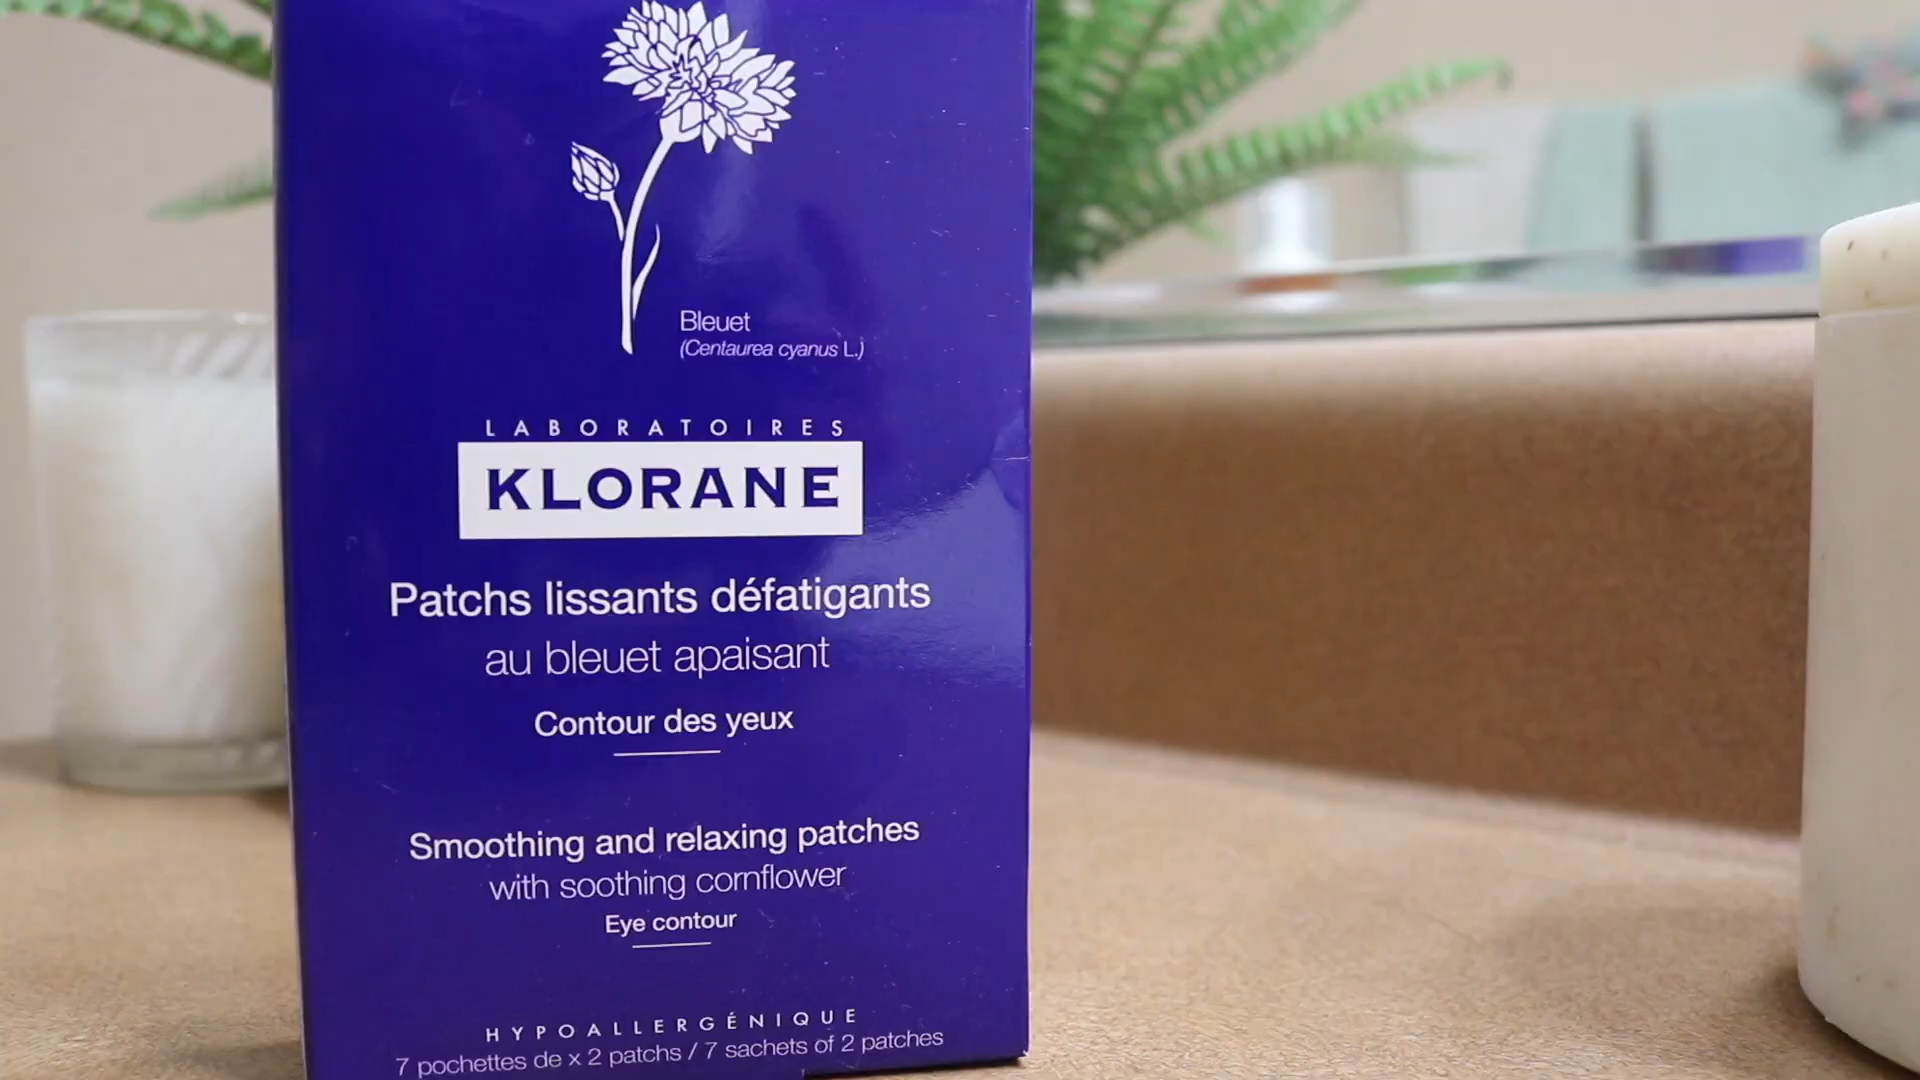 Bleuet
(Centaurea cyanus L.)
LABORATOIRES
KLORANE
Patchs lissants défatigants
au bleuet apaisant
Contour des yeux
Smoothing and relaxing patches
with soothing cornflower
Eye contour
HYPOALLERGÉNIQUE
7 pochettes de x 2 patchs / 7 sachets of 2 patches